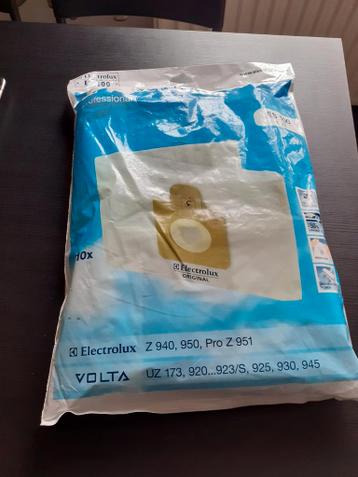 Electrolux
Professional
10x
Electrolux
ORIGINAL
Electrolux Z 940, 950, Pro Z 951
VOLTA UZ 173, 920...923/S, 925, 930, 945